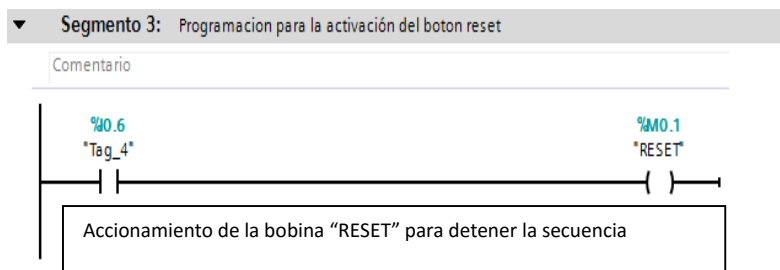 Segmento 3: Programacion para la activación del boton reset
Comentario
%I0.6
"Tag_4"
%M0.1
"RESET"
Accionamiento de la bobina “RESET” para detener la secuencia